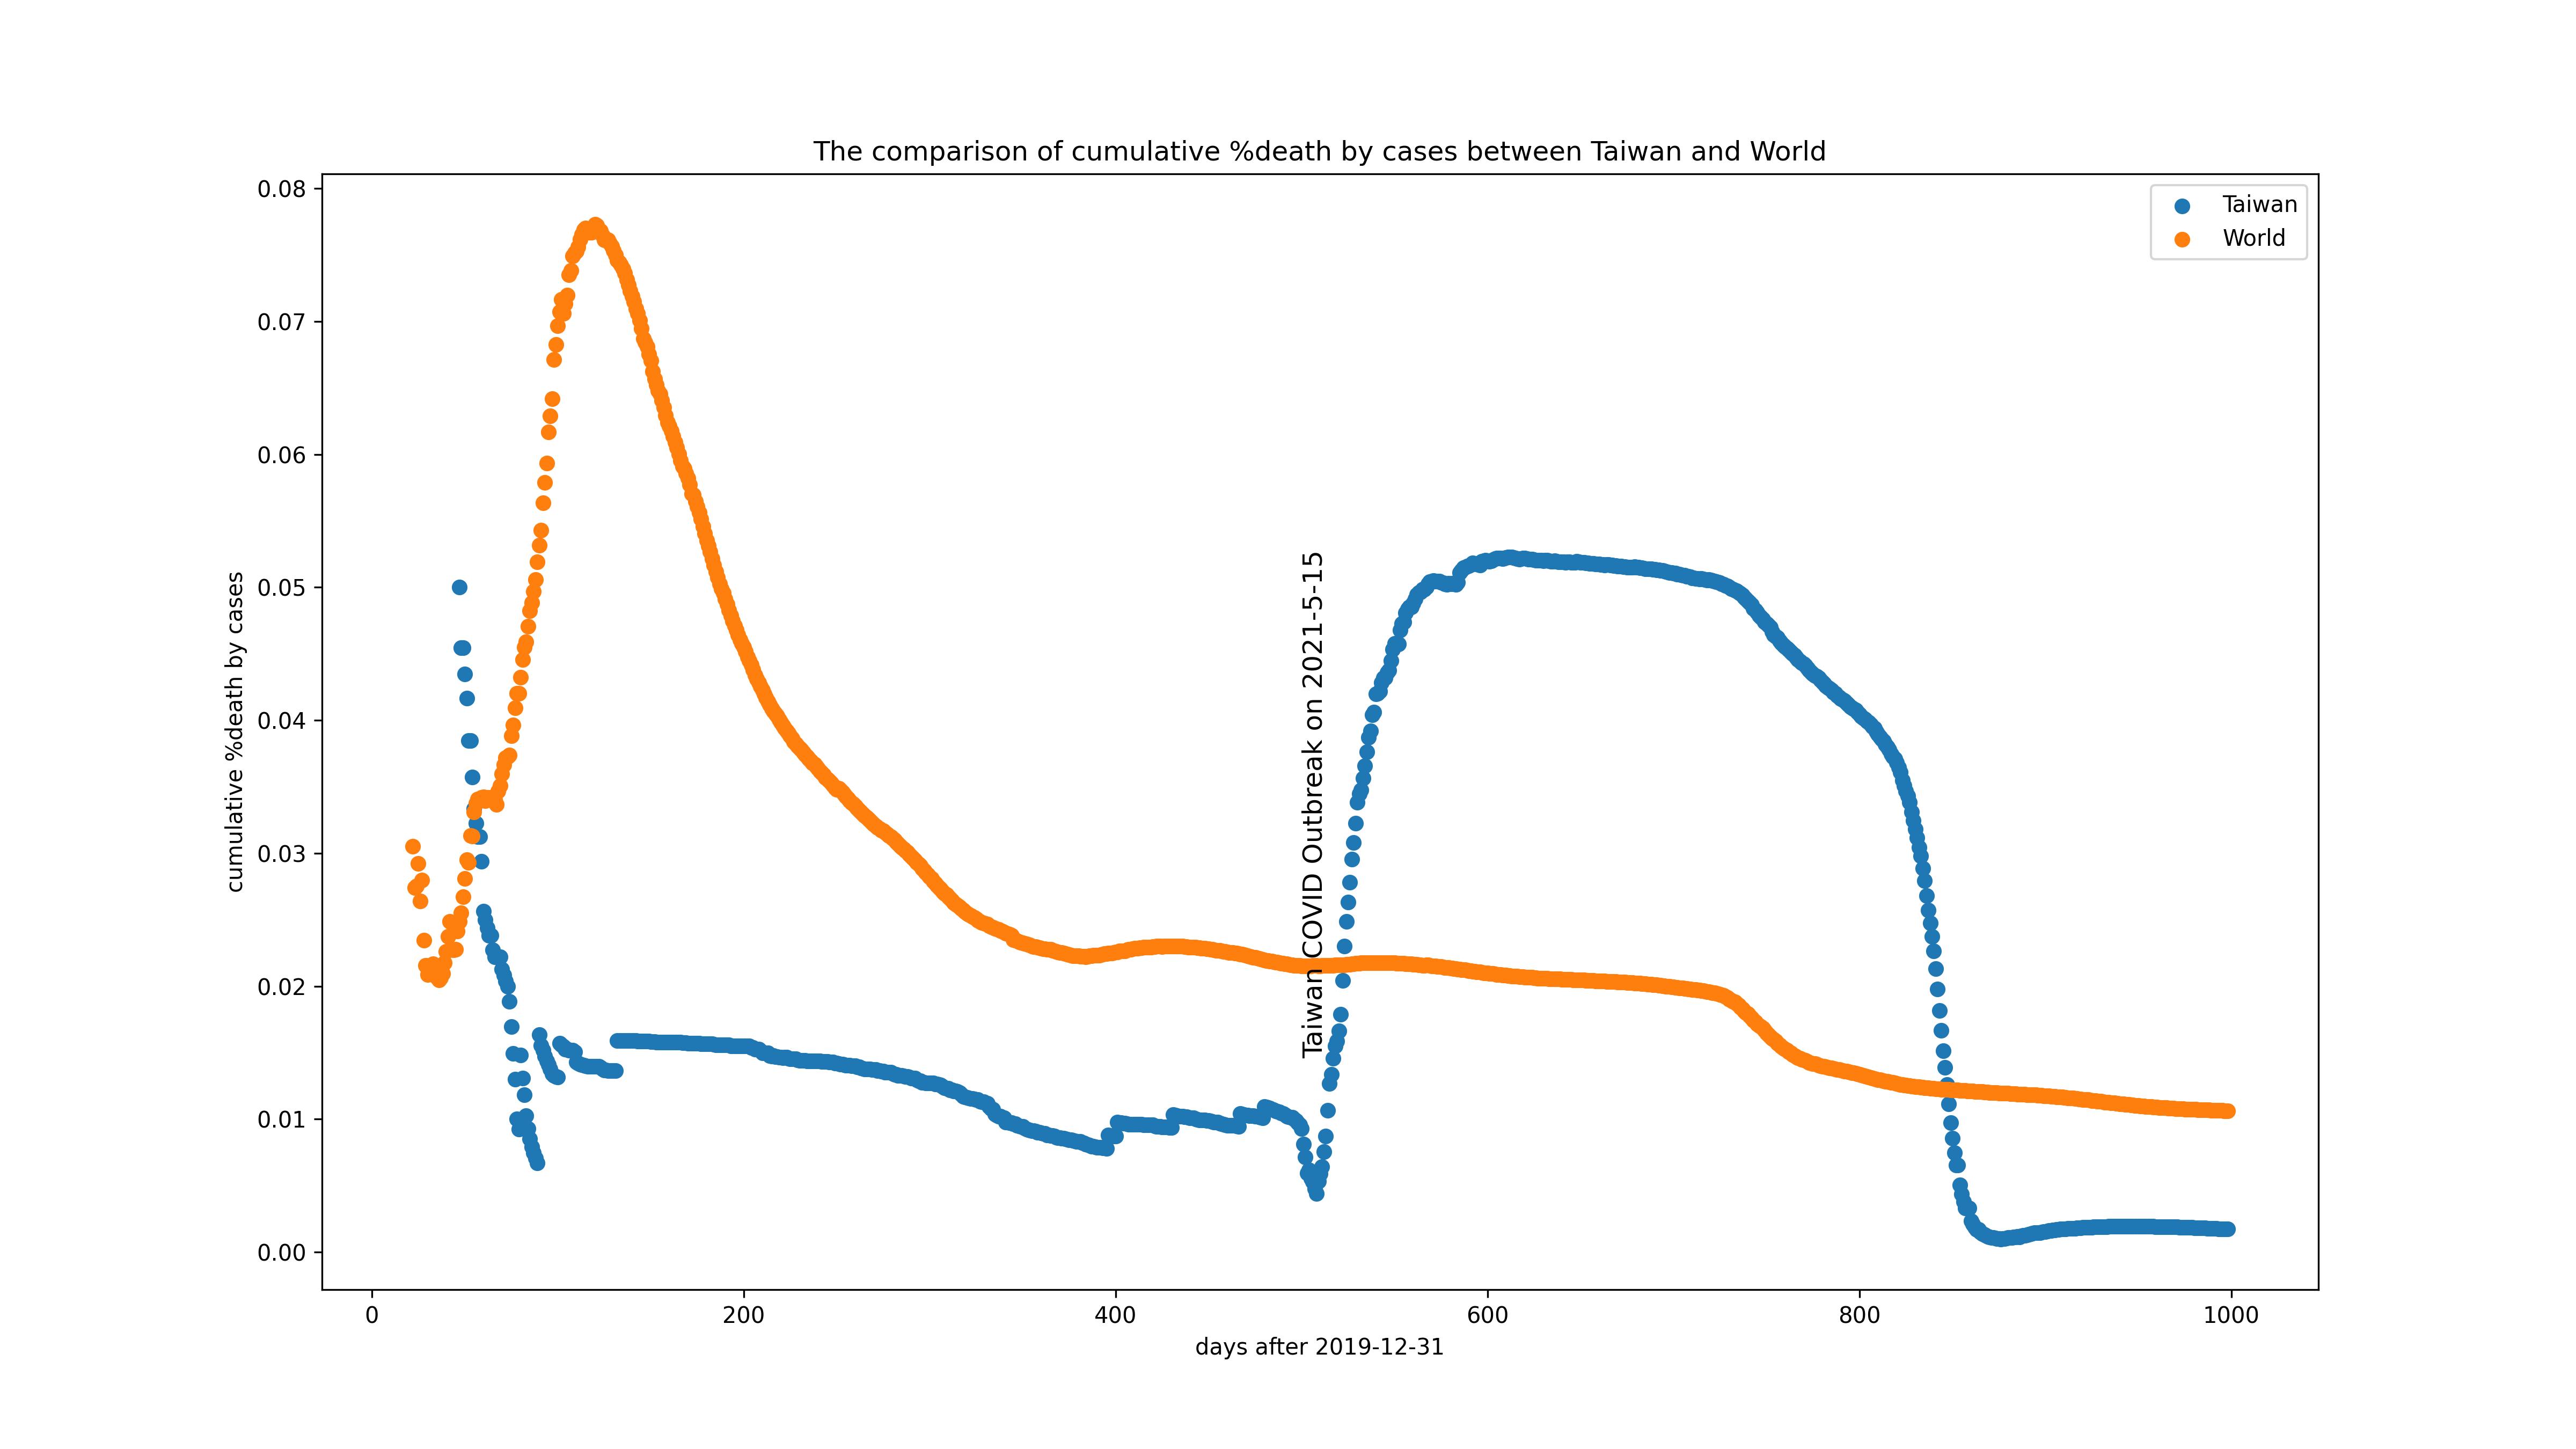 The comparison of cumulative %death by cases between Taiwan and World
Taiwan
World
0.08
0.07
0.06
0.05
0.04
0.03
0.02
0.01
0.00
cumulative %death by cases
Taiwan COVID Outbreak on 2021-5-15
0
200
400
600
800
1000
days after 2019-12-31